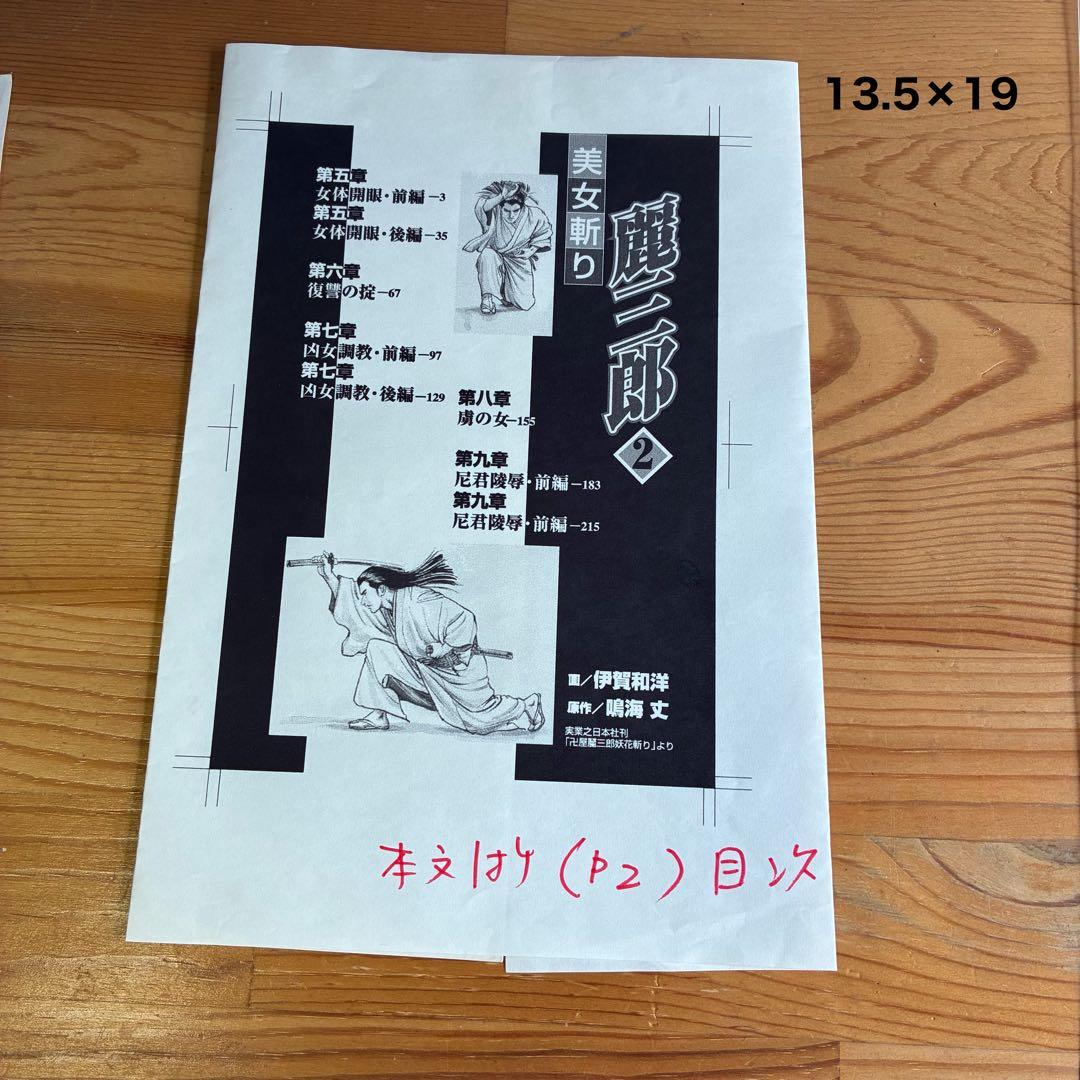 13.5×19
美女斬り
麗三郎
2
第五章
女体開眼・前編―3
第五章
女体開眼・後編―35
第六章
復讐の掟―67
第七章
凶女調教・前編―97
第七章
凶女調教・後編―129
第八章
虜の女―155
第九章
尼君陵辱・前編―183
第九章
尼君陵辱・前編―215
画/伊賀和洋
原作/鳴海 丈
実業之日本社刊
「卍屋麗三郎妖花斬り」より
本文はり(P2)目次